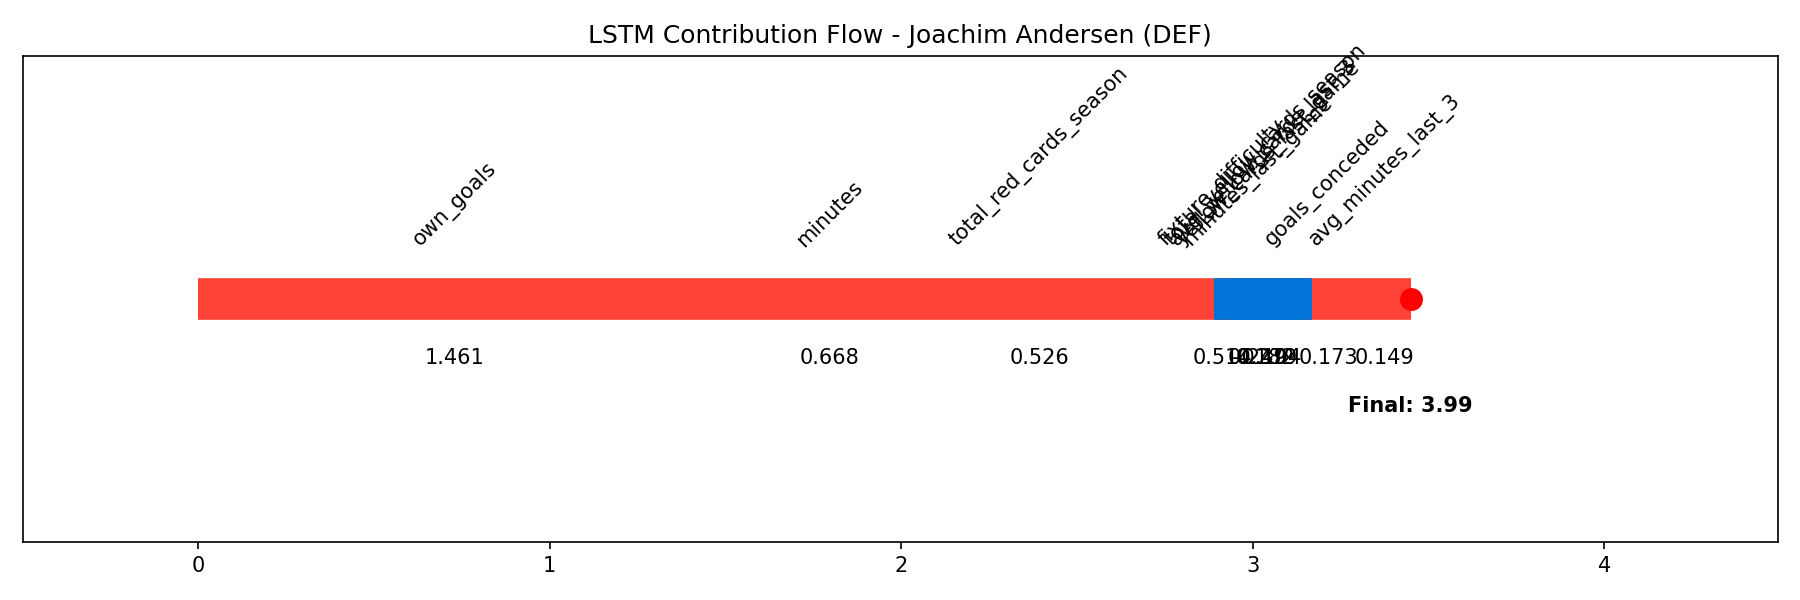 LSTM Contribution Flow - Joachim Andersen (DEF)
own_goals
minutes
total_red_cards_season
minutes_last_game
goals_conceded
avg_minutes_last_3
1.461
0.668
0.526
0.173
0.149
Final: 3.99
0
1
2
3
4